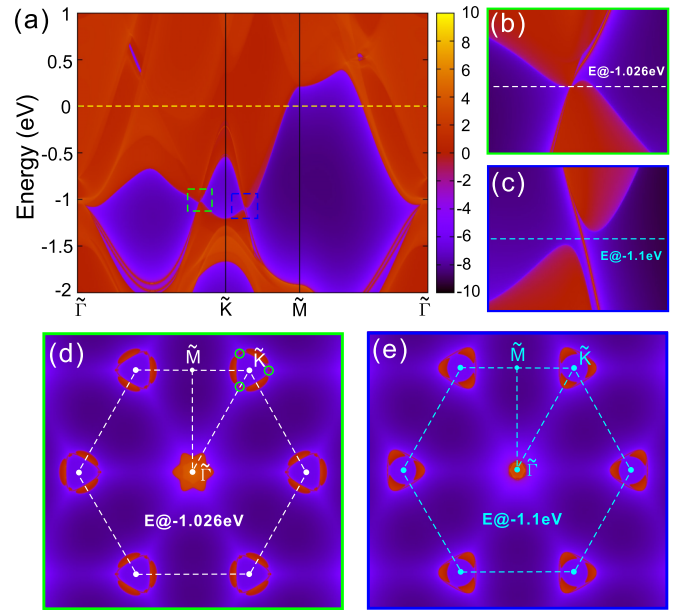 (a)
Energy (eV)
1
0.5
0
-0.5
-1
-1.5
-2
Γ̃
K̃
M̃
Γ̃
10
8
6
4
2
0
-2
-4
-6
-8
-10
(b)
E@-1.026eV
(c)
E@-1.1eV
(d)
M̃
K̃
Γ̃
E@-1.026eV
(e)
M̃
K̃
Γ̃
E@-1.1eV